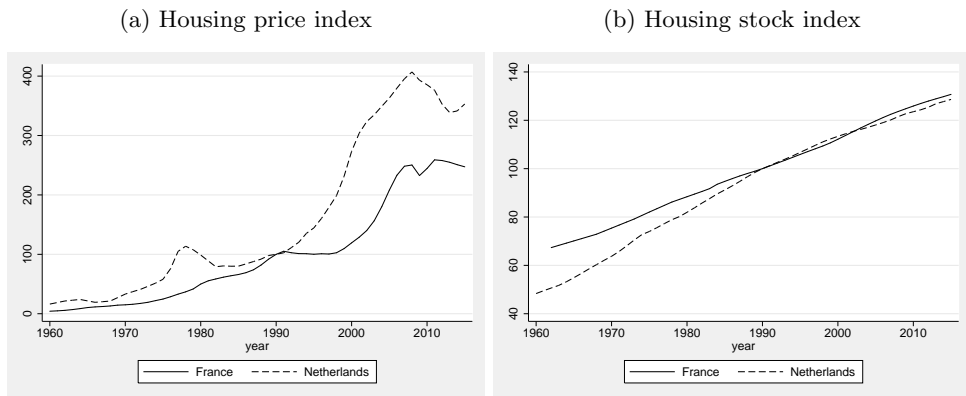 (a) Housing price index
(b) Housing stock index
400
300
200
100
0
1960 1970 1980 1990 2000 2010
year
France Netherlands
140
120
100
80
60
40
1960 1970 1980 1990 2000 2010
year
France Netherlands